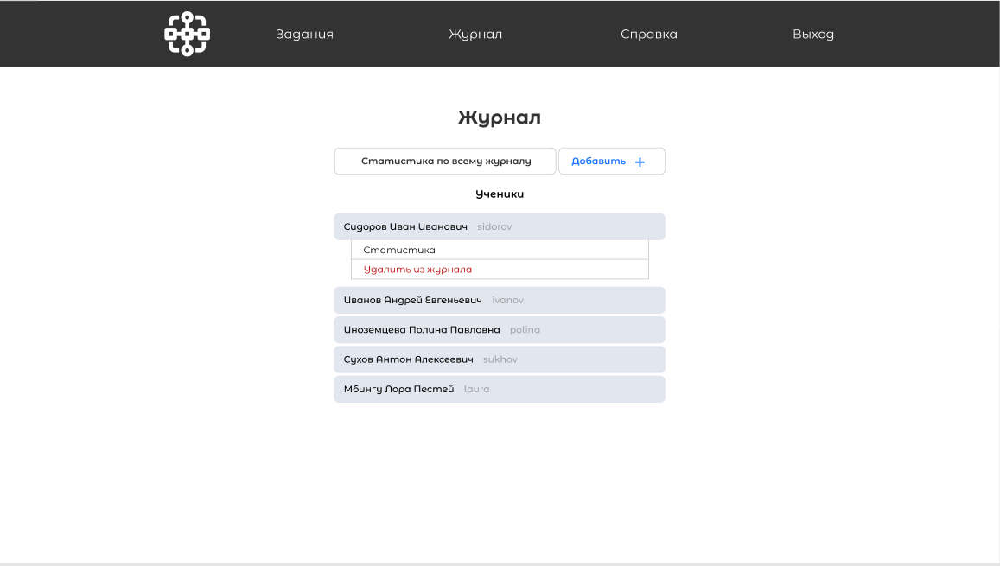 Задания Журнал Справка Выход
Журнал
Статистика по всему журналу Добавить +
Ученики
Сидоров Иван Иванович sidorov
Статистика
Удалить из журнала
Иванов Андрей Евгеньевич ivanov
Иноземцева Полина Павловна polina
Сухов Антон Алексеевич sukhov
Мбингу Лора Пестей laura